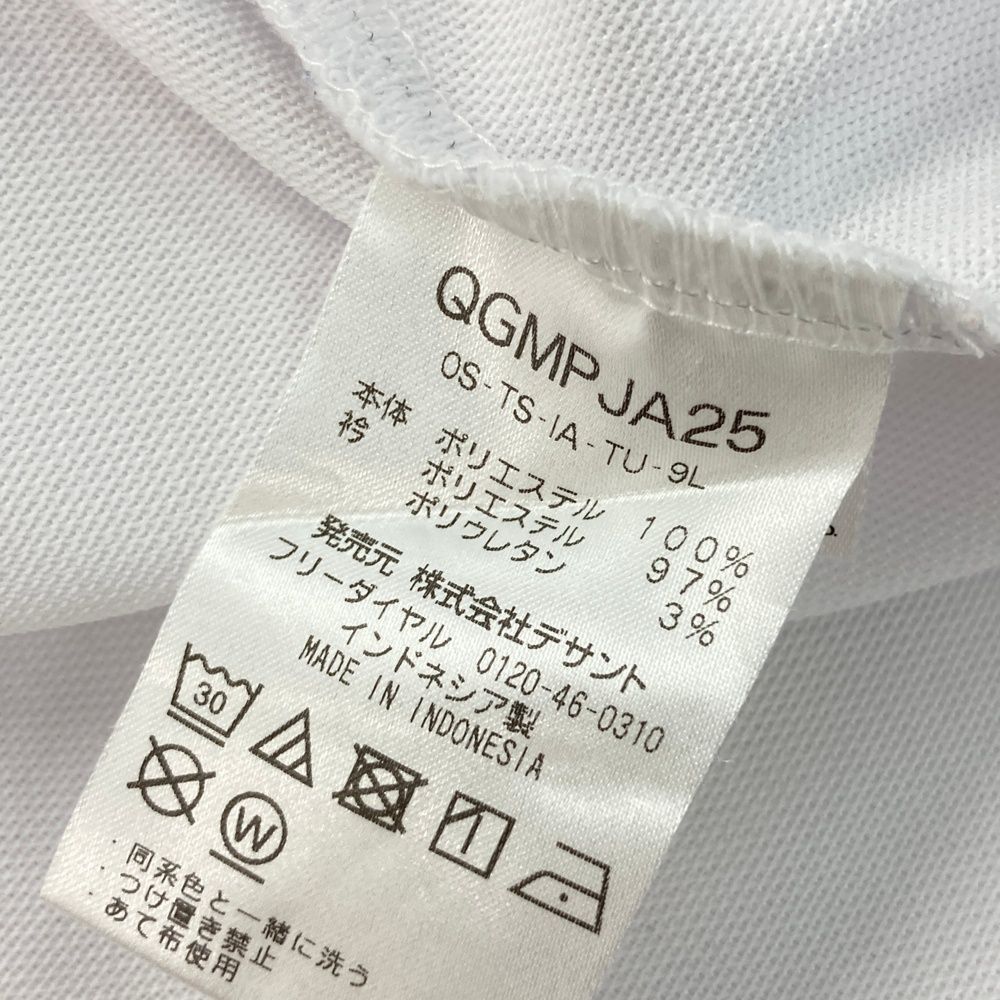 QGMPJA25
OS-TS-IA-TU-9L
本体 ポリエステル 100%
衿 ポリエステル 97%
ポリウレタン 3%
発売元 株式会社デサント
フリーダイヤル 0120-46-0310
インドネシア製
MADE IN INDONESIA
30
W
・同系色と一緒に洗う
・つけ置き禁止
・あて布使用